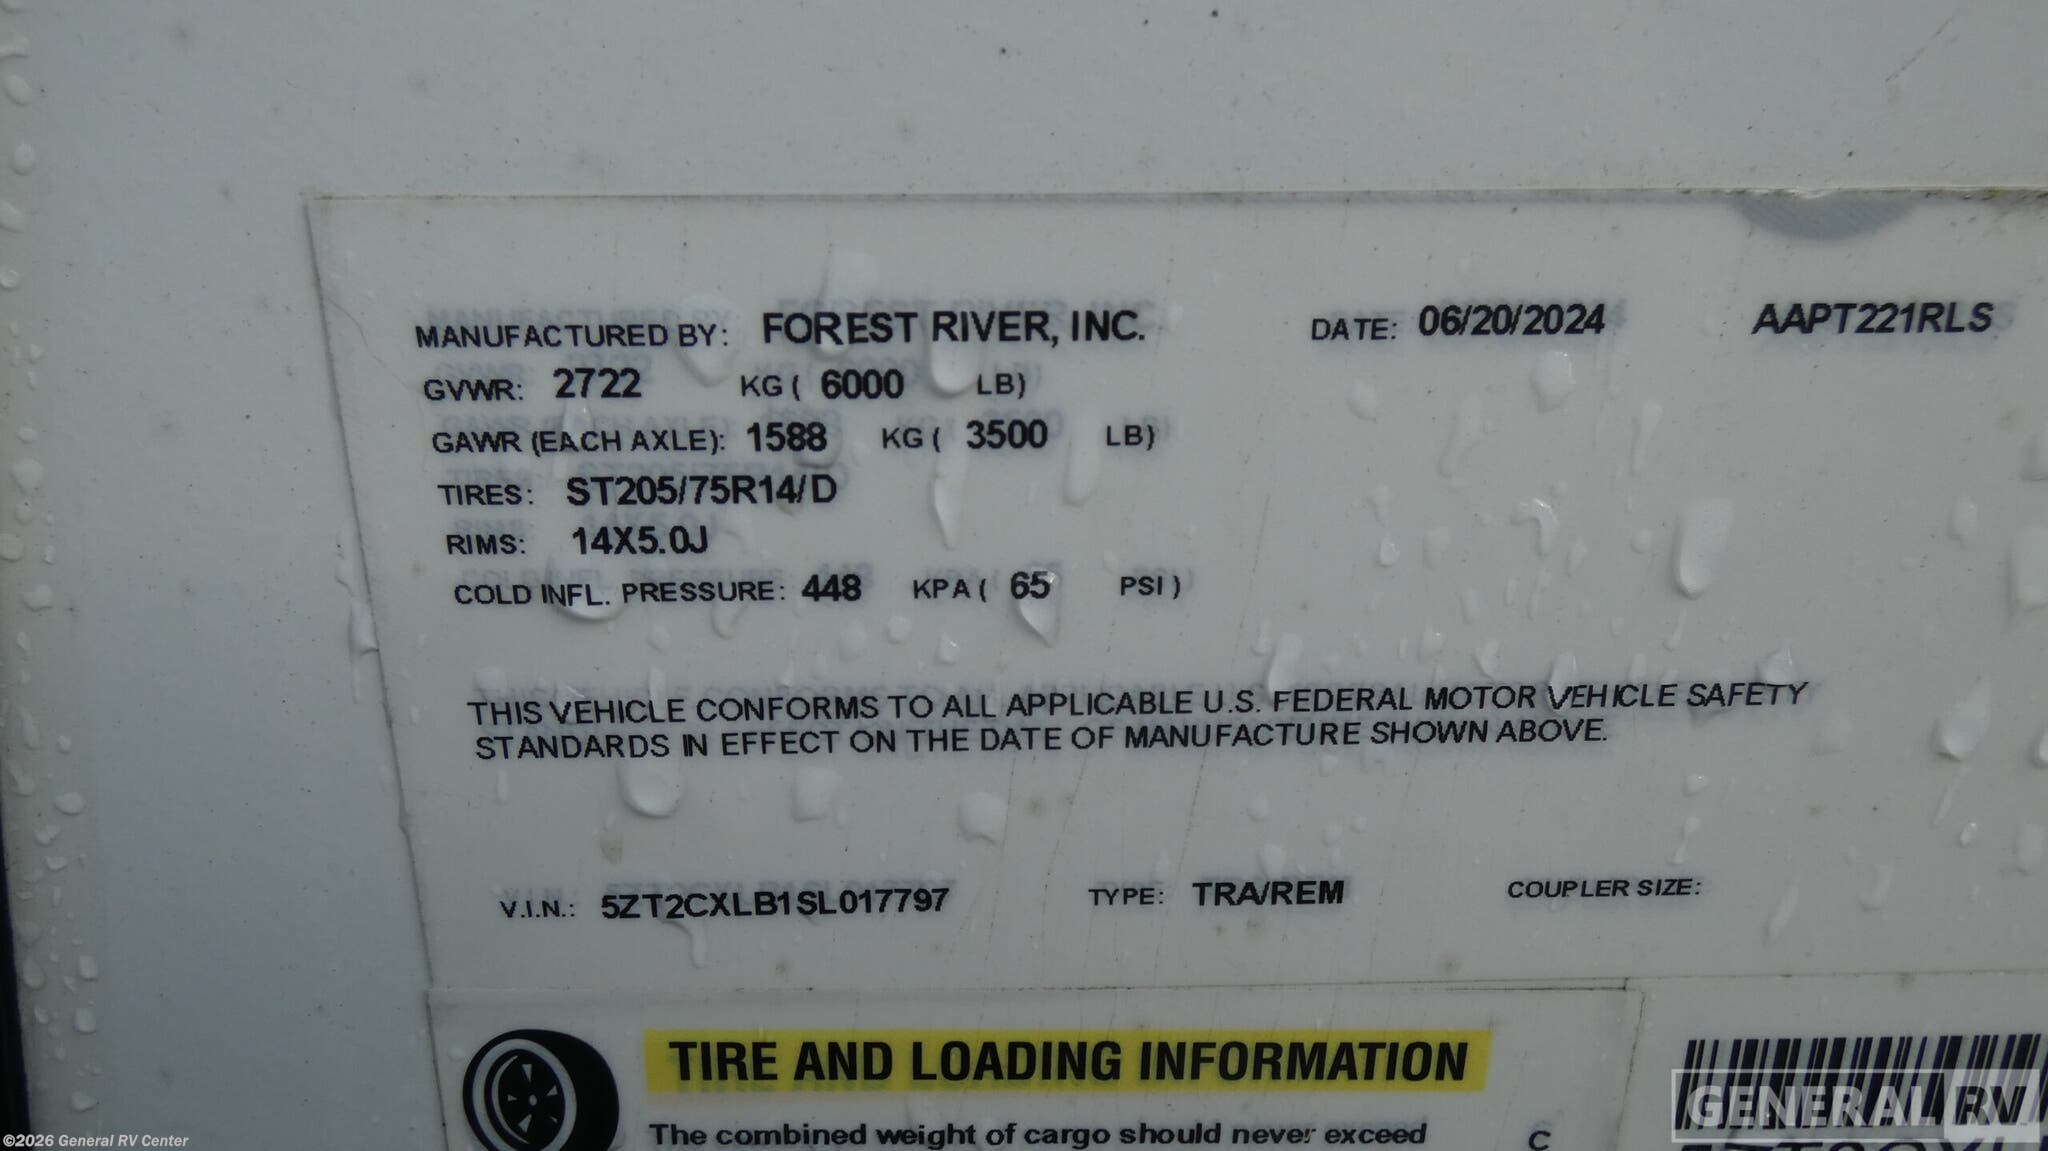 MANUFACTURED BY: FOREST RIVER, INC. DATE: 06/20/2024 AAPT221RLS
GVWR: 2722 KG ( 6000 LB)
GAWR (EACH AXLE): 1588 KG ( 3500 LB)
TIRES: ST205/75R14/D
RIMS: 14X5.0J
COLD INFL. PRESSURE: 448 KPA ( 65 PSI )
THIS VEHICLE CONFORMS TO ALL APPLICABLE U.S. FEDERAL MOTOR VEHICLE SAFETY
STANDARDS IN EFFECT ON THE DATE OF MANUFACTURE SHOWN ABOVE.
V.I.N.: 5ZT2CXLB1SL017797 TYPE: TRA/REM COUPLER SIZE:
TIRE AND LOADING INFORMATION
The combined weight of cargo should never exceed C
GENERAL RV
©2026 General RV Center